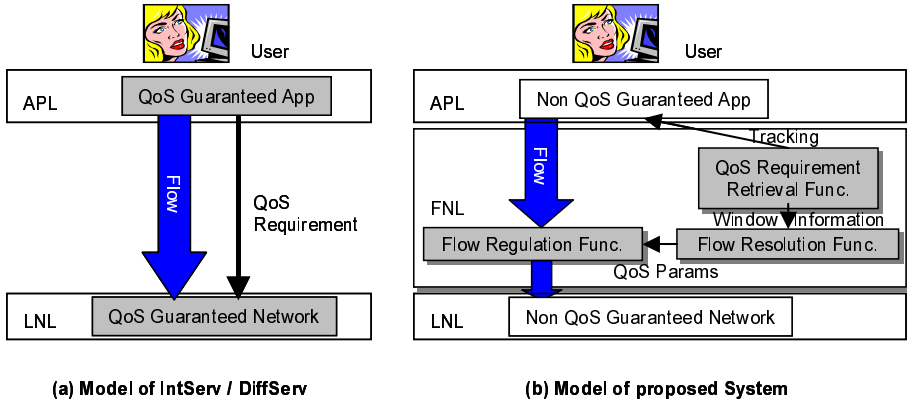 User
APL
QoS Guaranteed App
Flow
QoS
Requirement
LNL
QoS Guaranteed Network
(a) Model of IntServ / DiffServ
User
APL
Non QoS Guaranteed App
Tracking
Flow
QoS Requirement
Retrieval Func.
FNL
Window Information
Flow Regulation Func.
Flow Resolution Func.
QoS Params
LNL
Non QoS Guaranteed Network
(b) Model of proposed System